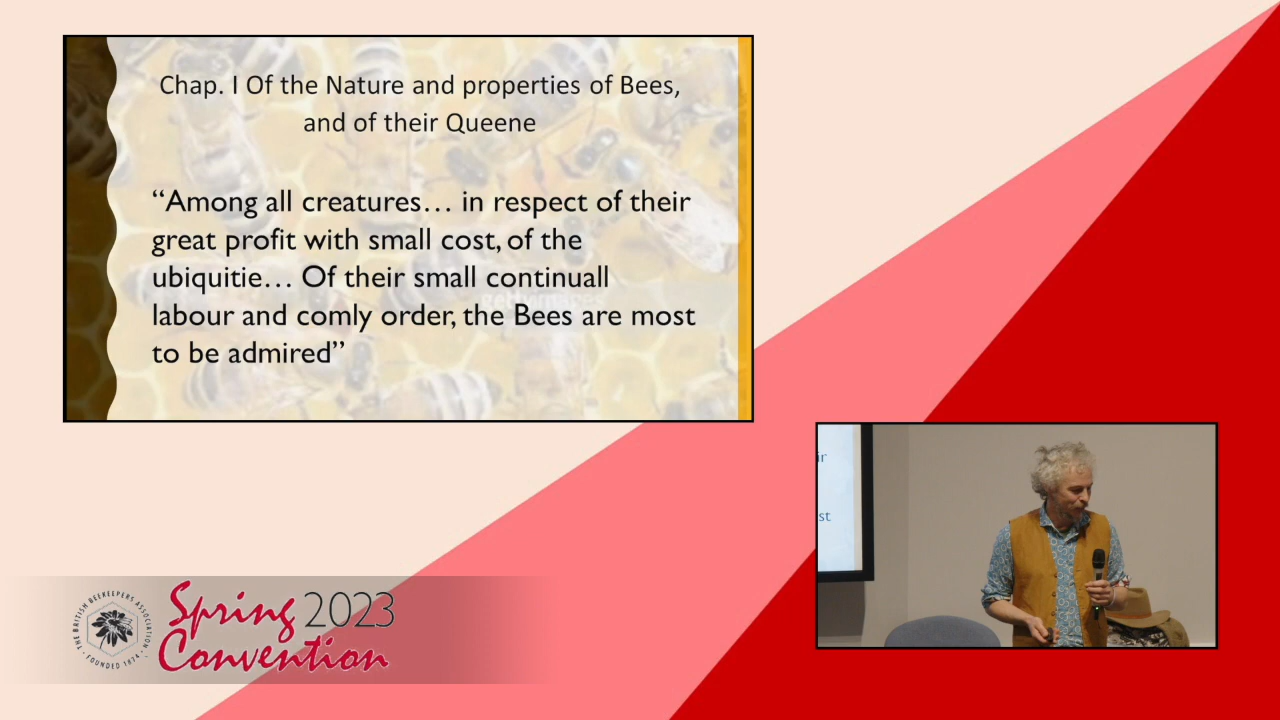 Chap. I Of the Nature and properties of Bees,
and of their Queene
“Among all creatures… in respect of their
great profit with small cost, of the
ubiquitie… Of their small continuall
labour and comly order, the Bees are most
to be admired”
ir
st
THE BRITISH BEEKEEPERS ASSOCIATION
FOUNDED 1874
Spring 2023
Convention